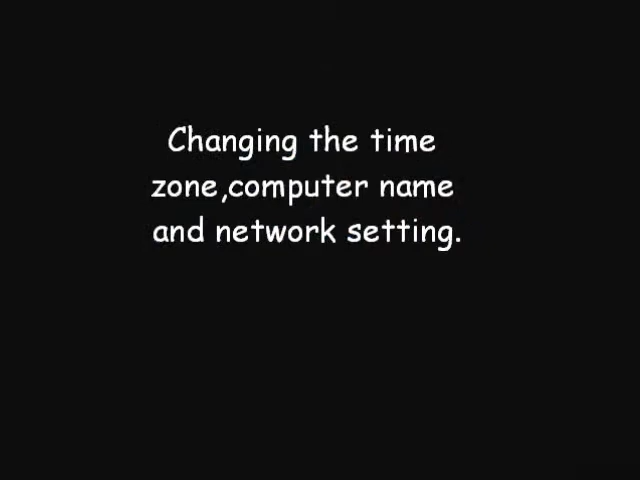 Changing the time
zone,computer name
and network setting.